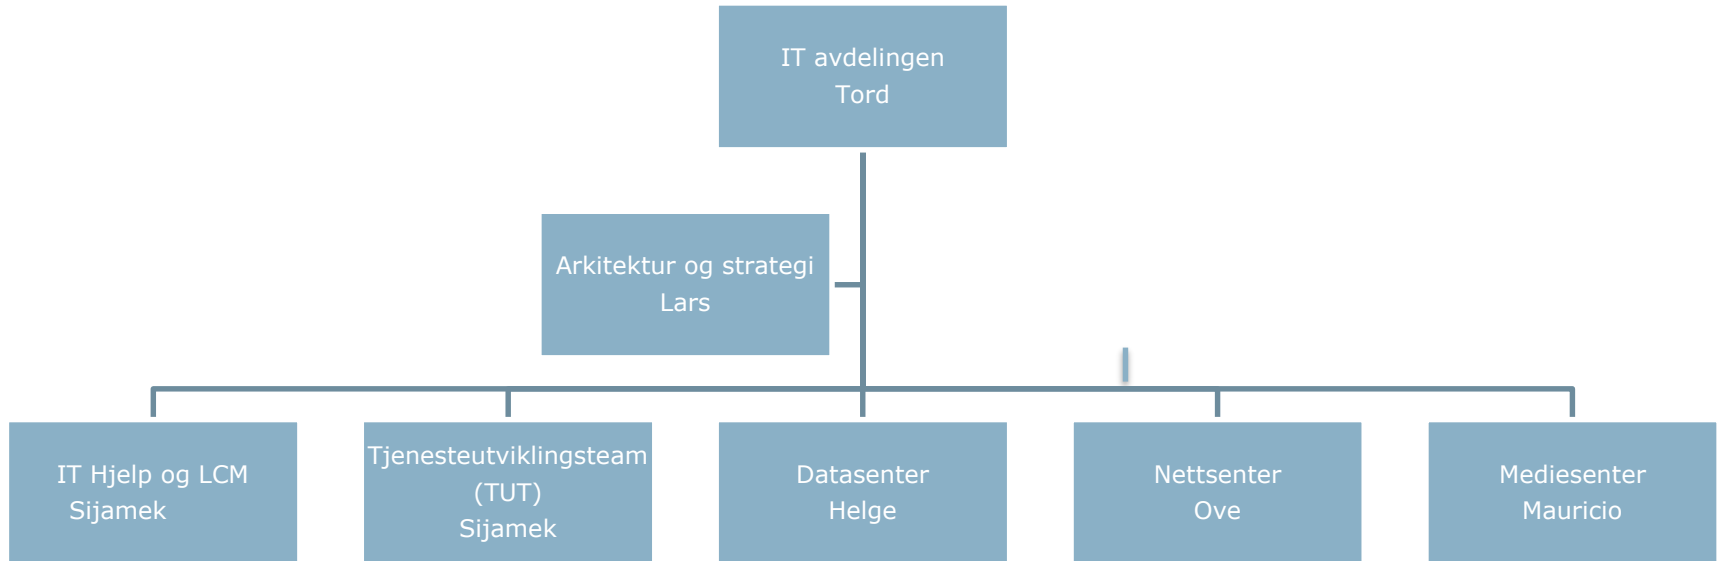 IT avdelingen
Tord
Arkitektur og strategi
Lars
IT Hjelp og LCM
Sijamek
Tjenesteutviklingsteam
(TUT)
Sijamek
Datasenter
Helge
Nettsenter
Ove
Mediesenter
Mauricio